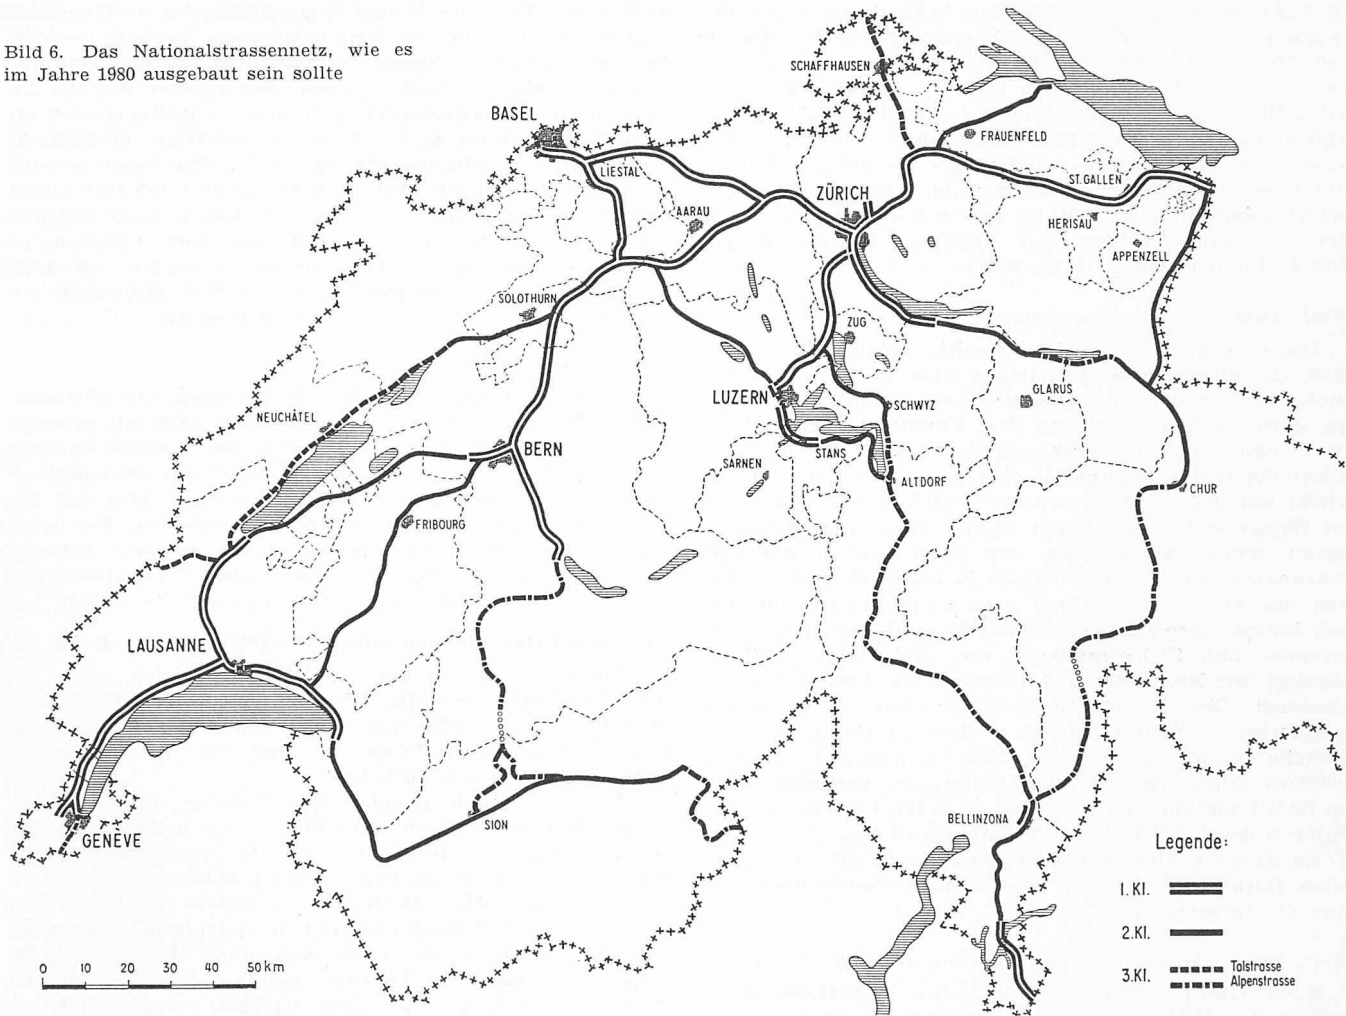 Bild 6. Das Nationalstrassennetz, wie es
im Jahre 1980 ausgebaut sein sollte
SCHAFFHAUSEN
BASEL
FRAUENFELD
LIESTAL
ST.GALLEN
ZÜRICH
AARAU
HERISAU
APPENZELL
SOLOTHURN
ZUG
GLARUS
LUZERN
SCHWYZ
NEUCHÂTEL
BERN
STANS
SARNEN
ALTDORF
CHUR
FRIBOURG
LAUSANNE
BELLINZONA
SION
GENÈVE
Legende:
1. Kl.
2. Kl.
3. Kl.
Talstrasse
Alpenstrasse
0 10 20 30 40 50 km